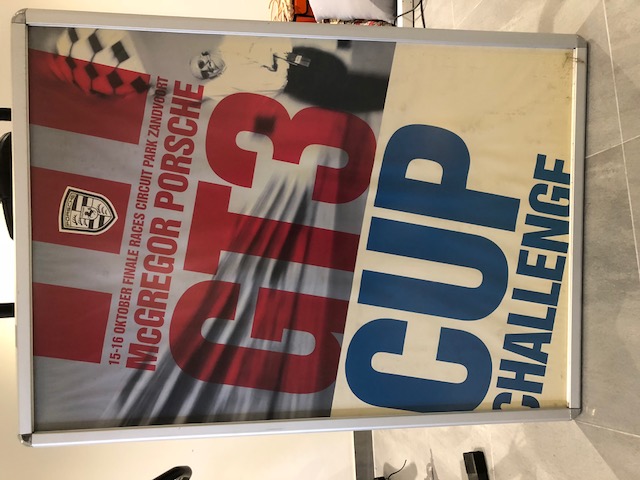 15-16 OKTOBER FINALE RACES CIRCUIT PARK ZANDVOORT
MCGREGOR PORSCHE
GT3
CUP
CHALLENGE